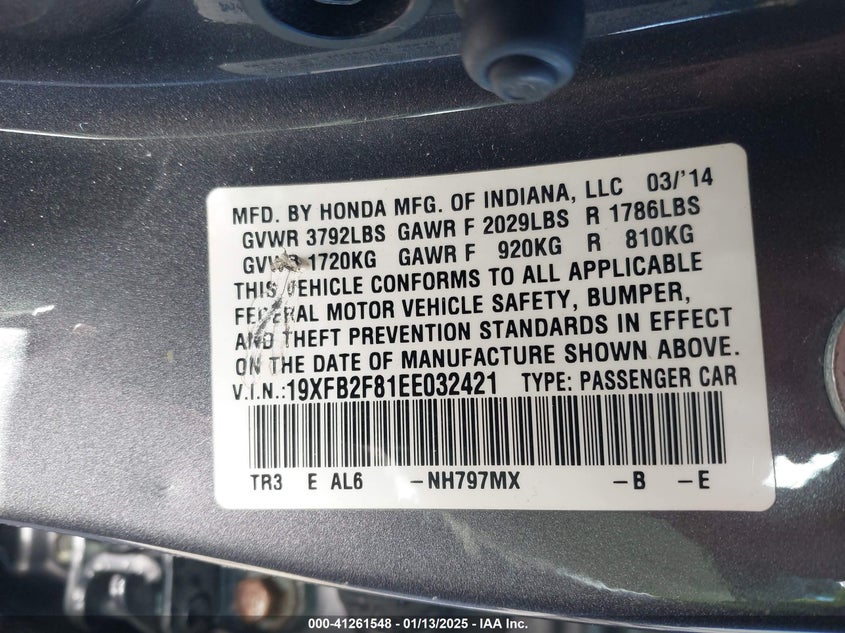 MFD. BY HONDA MFG. OF INDIANA, LLC 03/'14
GVWR 3792LBS GAWR F 2029LBS R 1786LBS
GVWR 1720KG GAWR F 920KG R 810KG
THIS VEHICLE CONFORMS TO ALL APPLICABLE
FEDERAL MOTOR VEHICLE SAFETY, BUMPER,
AND THEFT PREVENTION STANDARDS IN EFFECT
ON THE DATE OF MANUFACTURE SHOWN ABOVE.
V.I.N.:19XFB2F81EE032421 TYPE: PASSENGER CAR
TR3 E AL6 -NH797MX -B -E
000-41261548 - 01/13/2025 - IAA Inc.